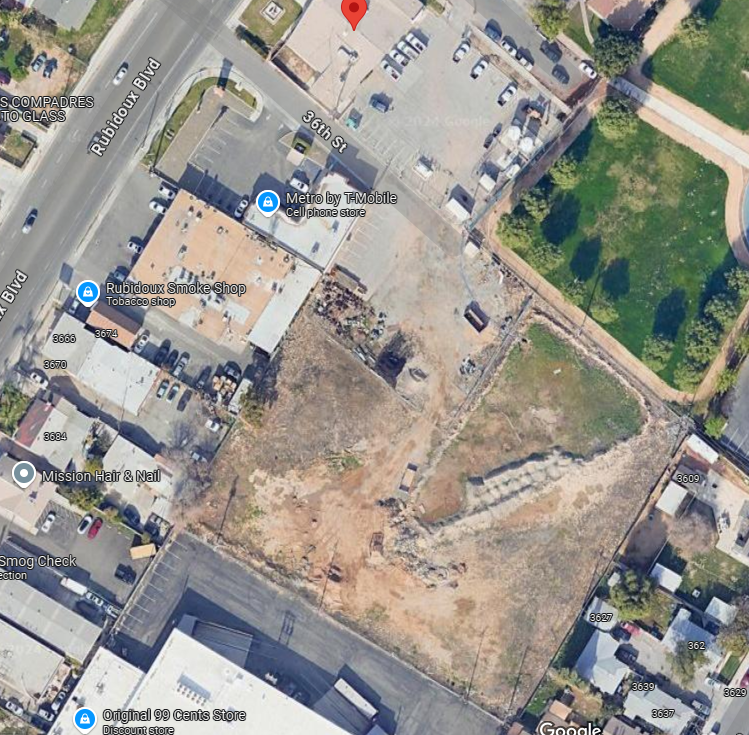 S COMPADRES
TO GLASS
Rubidoux Blvd
36th St
Metro by T-Mobile
Cell phone store
Blvd
Rubidoux Smoke Shop
Tobacco shop
3666
3674
3670
3684
Mission Hair & Nail
3609
Smog Check
ection
3627
362
3639
3629
3637
Original 99 Cents Store
Discount store
Google